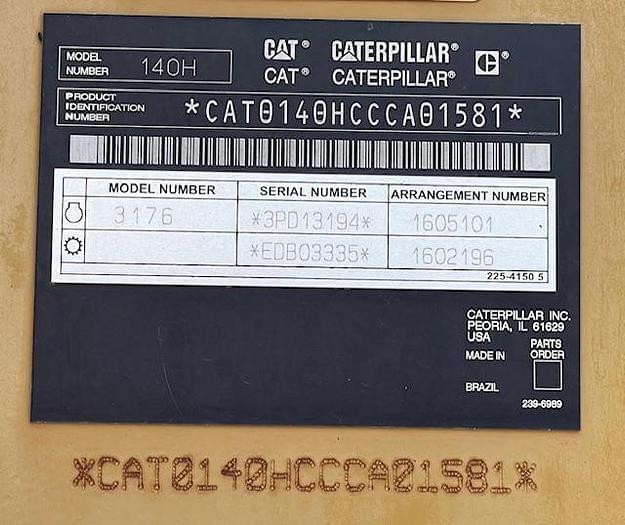 MODEL NUMBER 140H
CAT® CATERPILLAR® C®
CAT® CATERPILLAR®
PRODUCT IDENTIFICATION NUMBER *CAT0140HCCCA01581*
MODEL NUMBER SERIAL NUMBER ARRANGEMENT NUMBER
3176 *3PD13194* 1605101
*EDB03335* 1602196
225-4150 5
CATERPILLAR INC.
PEORIA, IL 61629
USA
MADE IN PARTS ORDER
BRAZIL
239-6989
*CAT0140HCCCA01581*